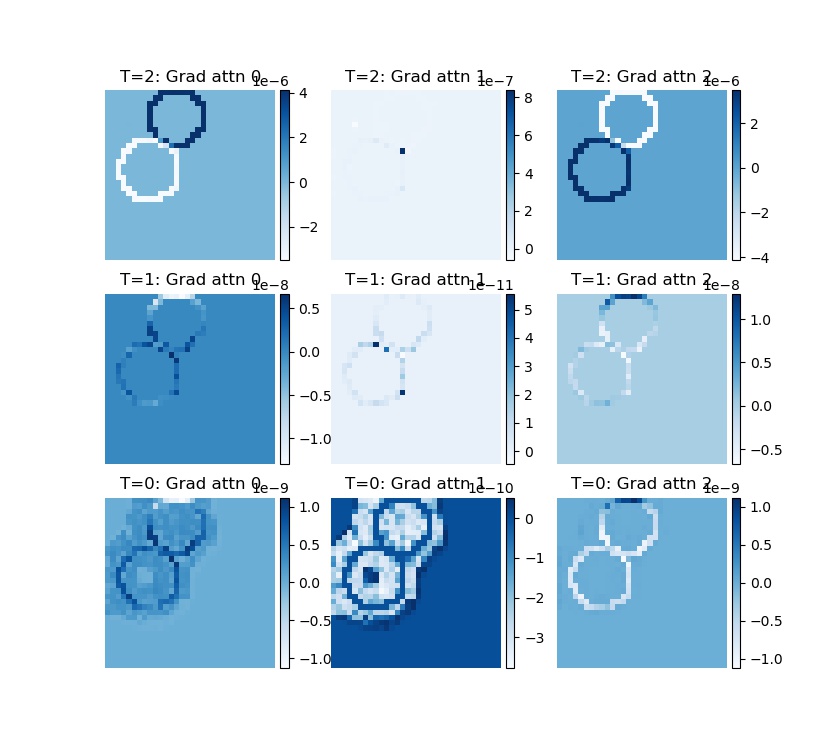 T=2: Grad attn 0
1e−6
4
2
0
−2
T=2: Grad attn 1
1e−7
8
6
4
2
0
T=2: Grad attn 2
1e−6
2
0
−2
−4
T=1: Grad attn 0
1e−8
0.5
0.0
−0.5
−1.0
T=1: Grad attn 1
1e−11
5
4
3
2
1
0
T=1: Grad attn 2
1e−8
1.0
0.5
0.0
−0.5
T=0: Grad attn 0
1e−9
1.0
0.5
0.0
−0.5
−1.0
T=0: Grad attn 1
1e−10
0
−1
−2
−3
T=0: Grad attn 2
1e−9
1.0
0.5
0.0
−0.5
−1.0